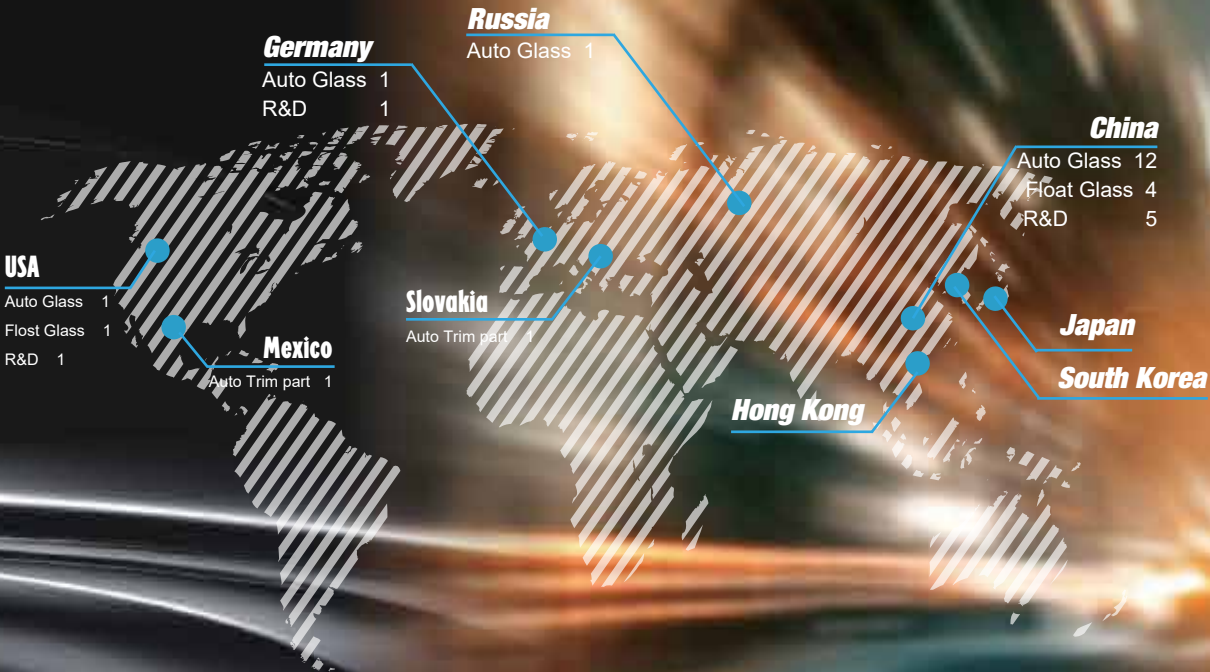 Russia
Auto Glass 1
Germany
Auto Glass 1
R&D 1
China
Auto Glass 12
Float Glass 4
R&D 5
USA
Auto Glass 1
Flost Glass 1
R&D 1
Slovakia
Auto Trim part 1
Mexico
Auto Trim part 1
Japan
South Korea
Hong Kong